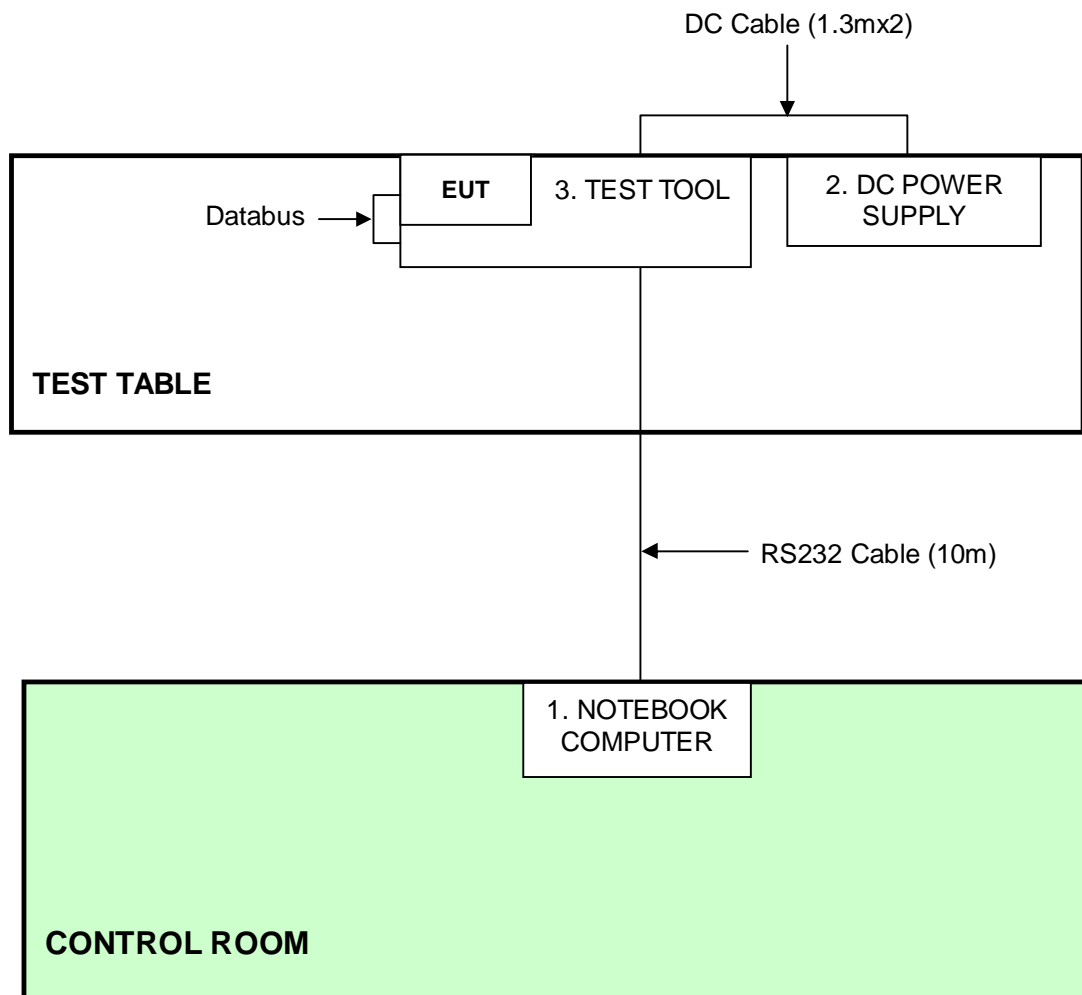 DC Cable (1.3mx2)
EUT
3. TEST TOOL
2. DC POWER
SUPPLY
Databus
TEST TABLE
RS232 Cable (10m)
1. NOTEBOOK
COMPUTER
CONTROL ROOM